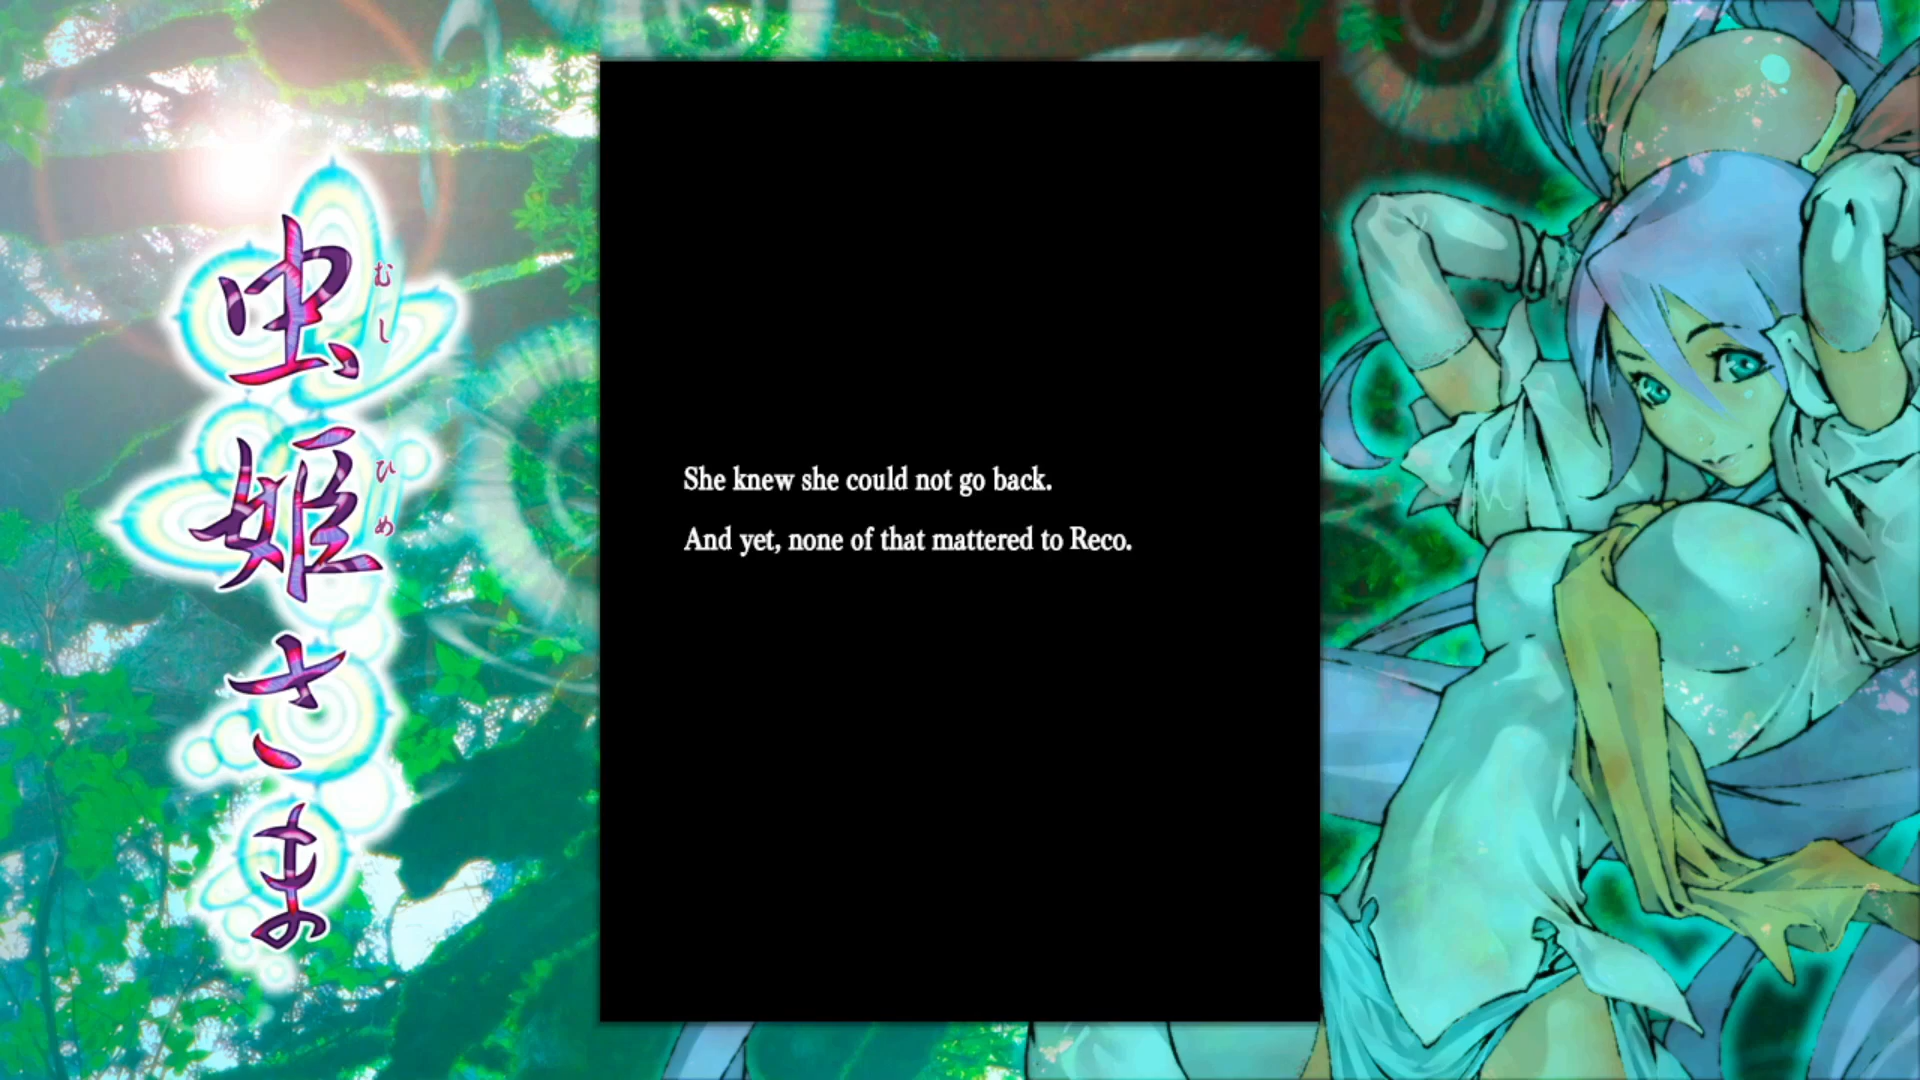 虫姫さま
むし
ひめ
She knew she could not go back.
And yet, none of that mattered to Reco.